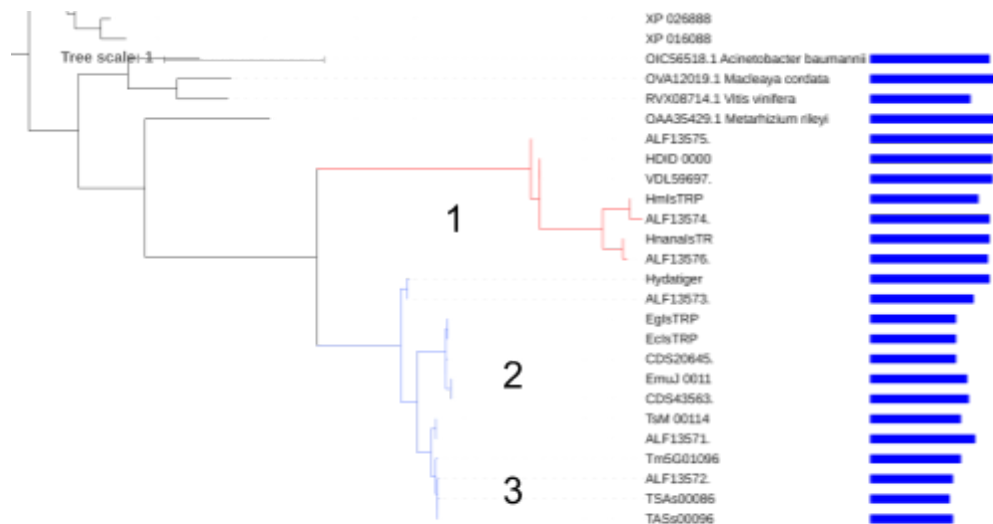 XP 026888
XP 016088
Tree scale: 1
OIC56518.1 Acinetobacter baumannii
OVA12019.1 Macleaya cordata
RVX08714.1 Vitis vinifera
OAA35429.1 Metarhizium rileyi
ALF13575.
HDID 0000
VDL59697.
HmIsTRP
1
ALF13574.
HnanaIsTR
ALF13576.
Hydatiger
ALF13573.
EgIsTRP
EcIsTRP
CDS20645.
2
EmuJ 0011
CDS43563.
TsM 00114
ALF13571.
Tm5G01096
ALF13572.
3
TSAs00086
TASs00096